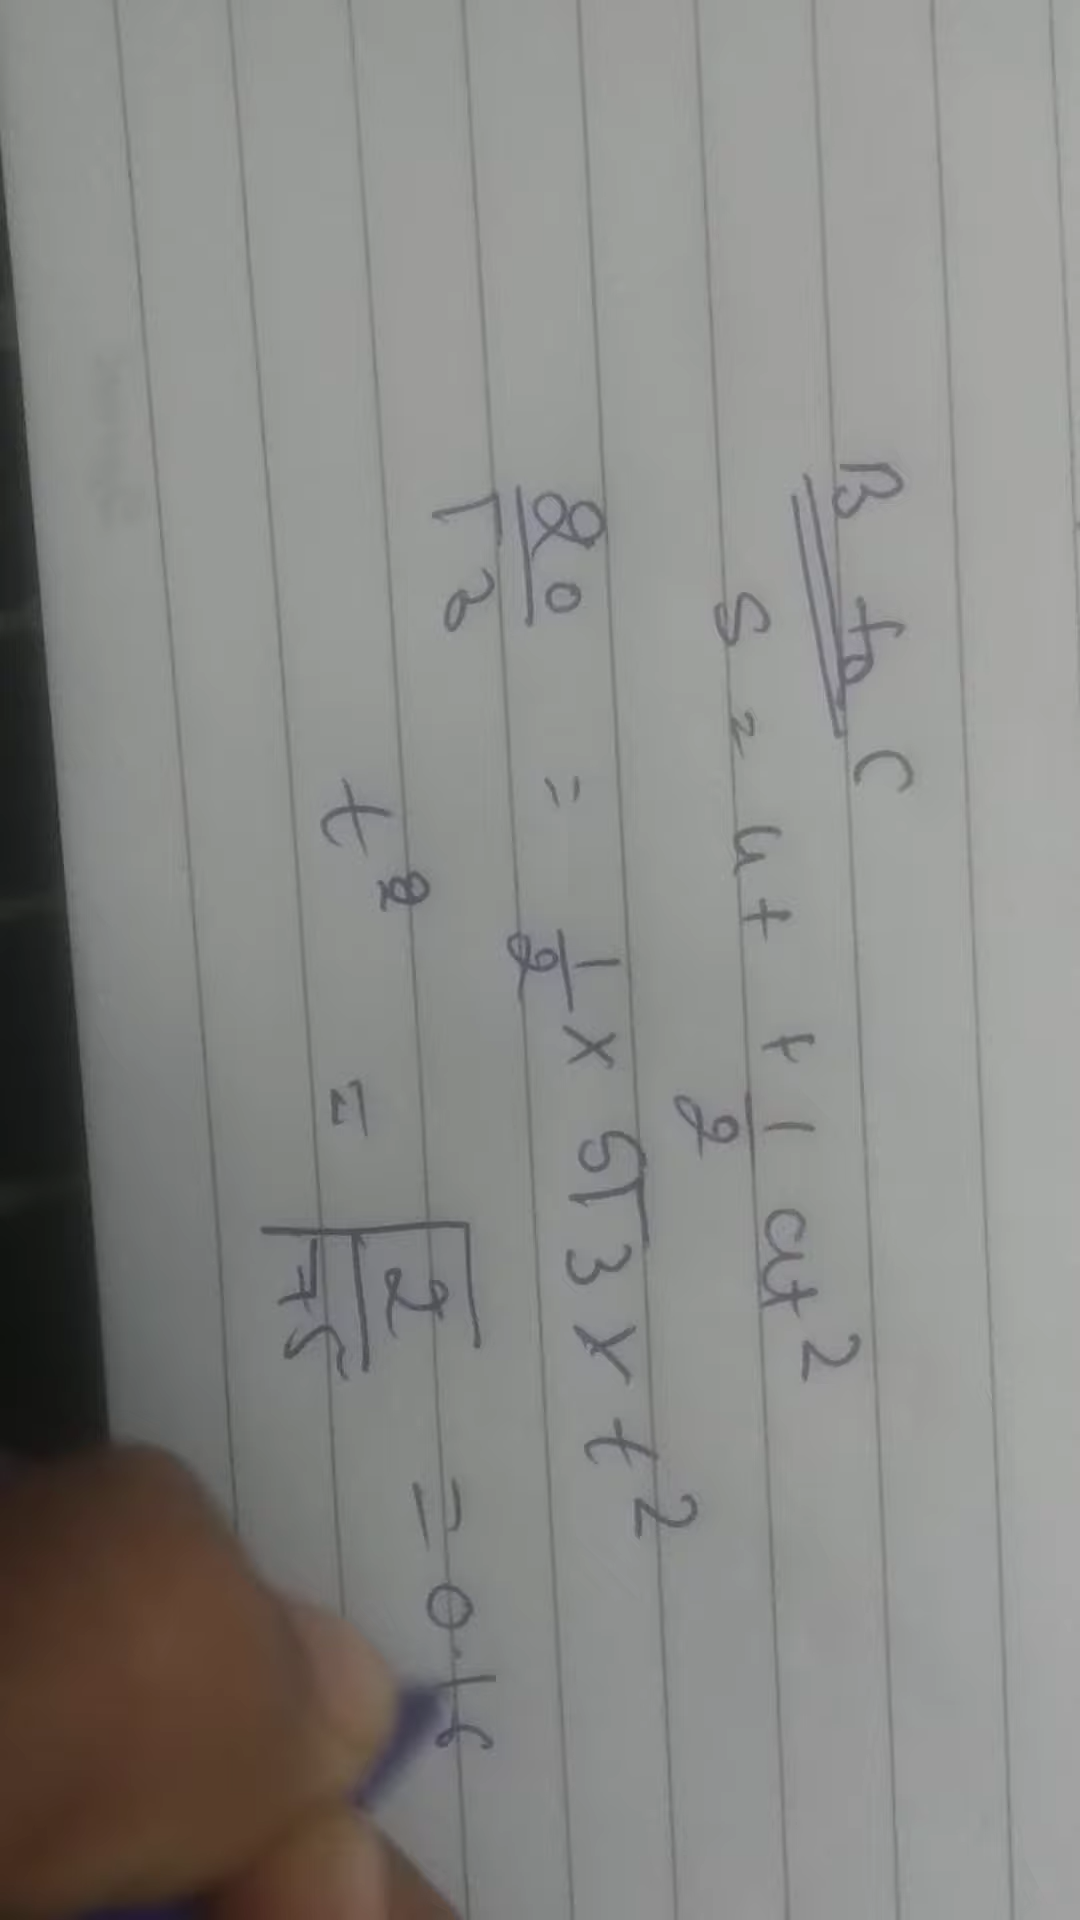 B to C
S = ut + 1/2 at²
20/√3 = 1/2 × 5√3 × t²
t² = √(2/75) = 0.16